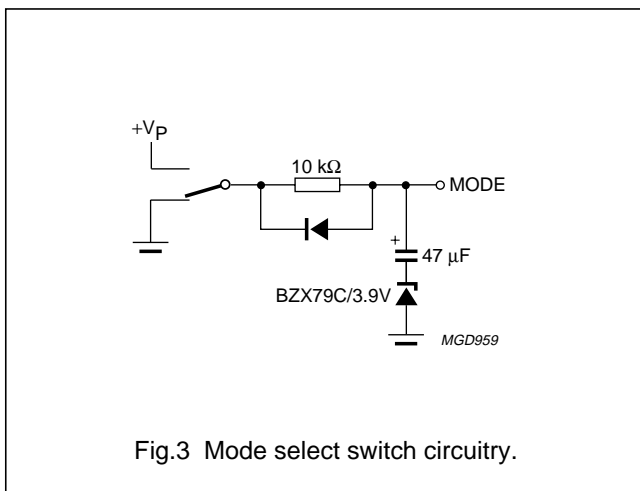 +VP
10 kΩ
MODE
+
47 μF
BZX79C/3.9V
MGD959
Fig.3 Mode select switch circuitry.